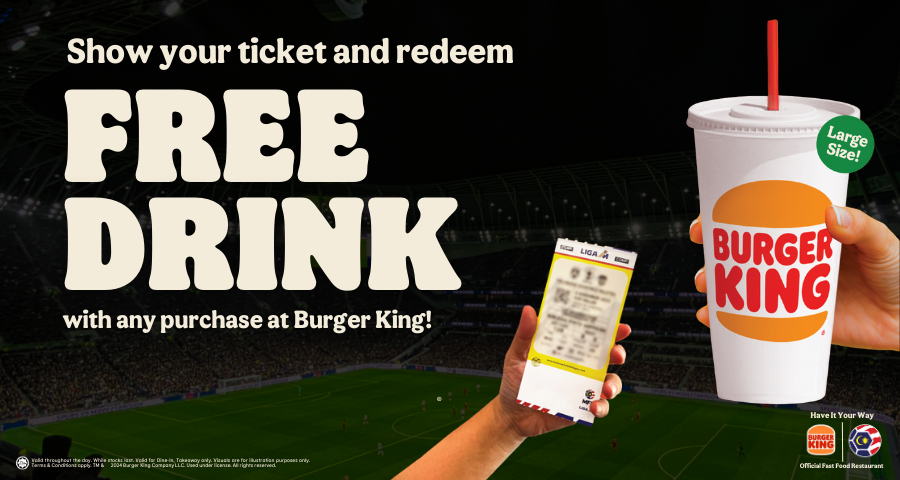 Show your ticket and redeem
FREE
DRINK
with any purchase at Burger King!
Large
Size!
BURGER
KING
LIGA M
Have It Your Way
BURGER
KING
Official Fast Food Restaurant
Valid throughout the day. While stocks last. Valid for Dine-In, Takeaway only. Visuals are for illustration purposes only.
Terms & Conditions apply. TM & 2024 Burger King Company LLC. Used under license. All rights reserved.